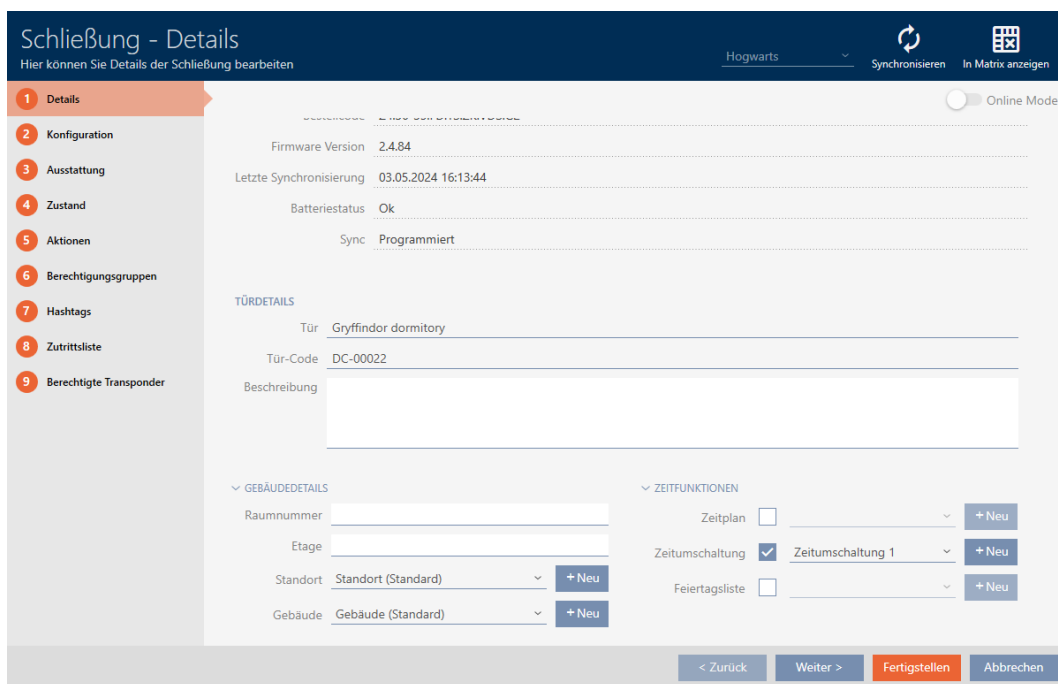 Schließung - Details
Hier können Sie Details der Schließung bearbeiten
Hogwarts
Synchronisieren
In Matrix anzeigen
1 Details
2 Konfiguration
3 Ausstattung
4 Zustand
5 Aktionen
6 Berechtigungsgruppen
7 Hashtags
8 Zutrittsliste
9 Berechtigte Transponder
Online Mode
Firmware Version 2.4.84
Letzte Synchronisierung 03.05.2024 16:13:44
Batteriestatus Ok
Sync Programmiert
TÜRDETAILS
Tür Gryffindor dormitory
Tür-Code DC-00022
Beschreibung
GEBÄUDEDETAILS
Raumnummer
Etage
Standort Standort (Standard) + Neu
Gebäude Gebäude (Standard) + Neu
ZEITFUNKTIONEN
Zeitplan + Neu
Zeitumschaltung Zeitumschaltung 1 + Neu
Feiertagsliste + Neu
< Zurück
Weiter >
Fertigstellen
Abbrechen